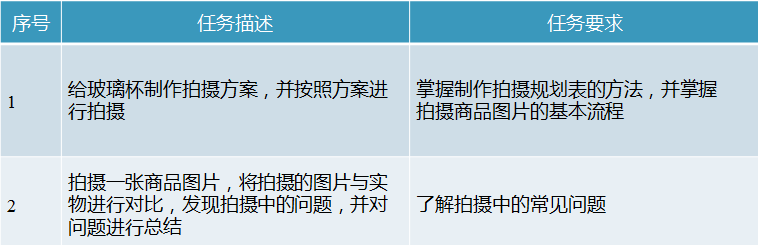 序号 任务描述 任务要求
1 给玻璃杯制作拍摄方案，并按照方案进行拍摄 掌握制作拍摄规划表的方法，并掌握拍摄商品图片的基本流程
2 拍摄一张商品图片，将拍摄的图片与实物进行对比，发现拍摄中的问题，并对问题进行总结 了解拍摄中的常见问题